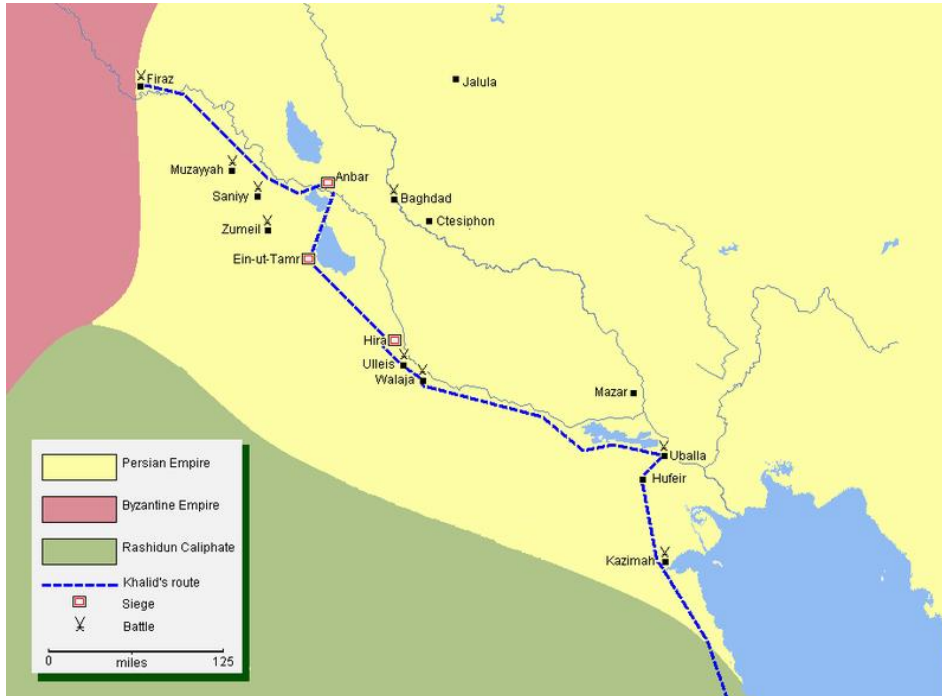 Firaz
Jalula
Muzayyah
Anbar
Saniyy
Baghdad
Zumeil
Ctesiphon
Ein-ut-Tamr
Hira
Ulleis
Walaja
Mazar
Uballa
Hufeir
Kazimah
Persian Empire
Byzantine Empire
Rashidun Caliphate
Khalid's route
Siege
Battle
0 miles 125